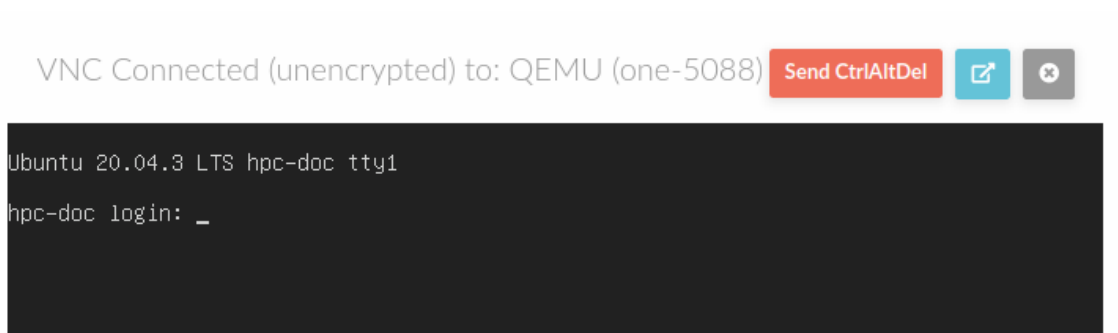 VNC Connected (unencrypted) to: QEMU (one-5088) Send CtrlAltDel
Ubuntu 20.04.3 LTS hpc-doc tty1
hpc-doc login: _